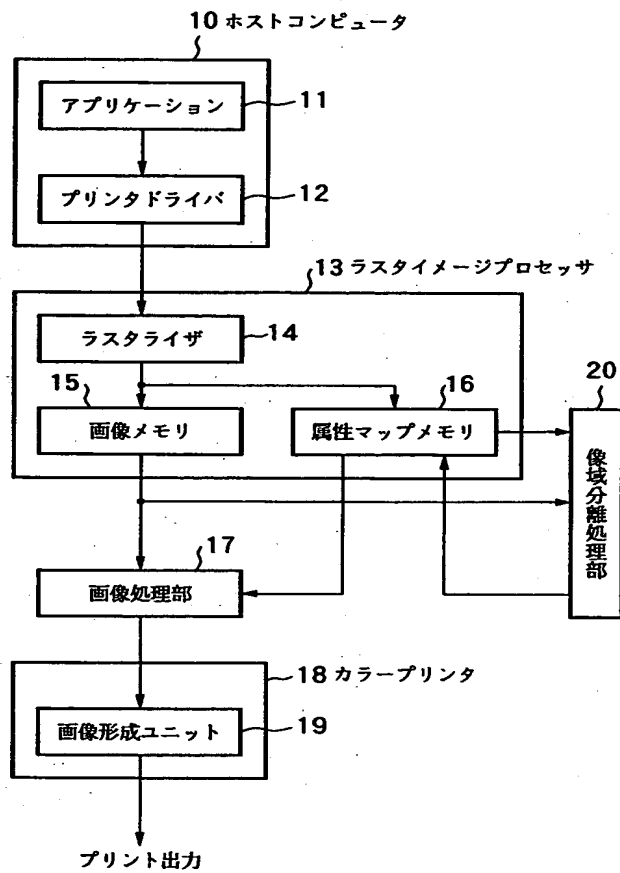 10 ホストコンピュータ
アプリケーション
11
プリンタドライバ
12
13 ラスタイメージプロセッサ
ラスタライザ
14
15
画像メモリ
16
属性マップメモリ
20
像域分離処理部
17
画像処理部
18 カラープリンタ
画像形成ユニット
19
プリント出力